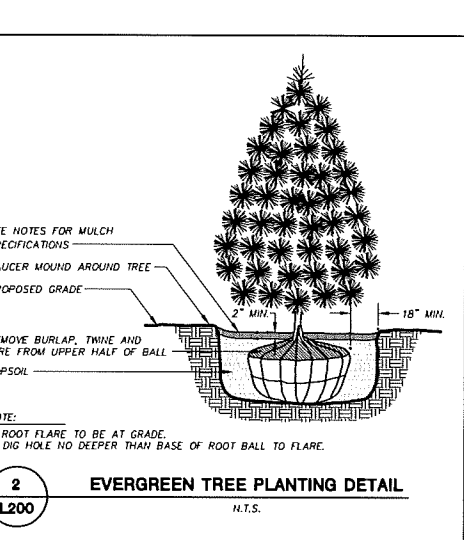 E NOTES FOR MULCH
ECIFICATIONS
AUCER MOUND AROUND TREE
OPOSED GRADE
2" MIN.
18" MIN.
MOVE BURLAP, TWINE AND
RE FROM UPPER HALF OF BALL
PSOIL
TE:
ROOT FLARE TO BE AT GRADE.
DIG HOLE NO DEEPER THAN BASE OF ROOT BALL TO FLARE.
2
L200
EVERGREEN TREE PLANTING DETAIL
N.T.S.